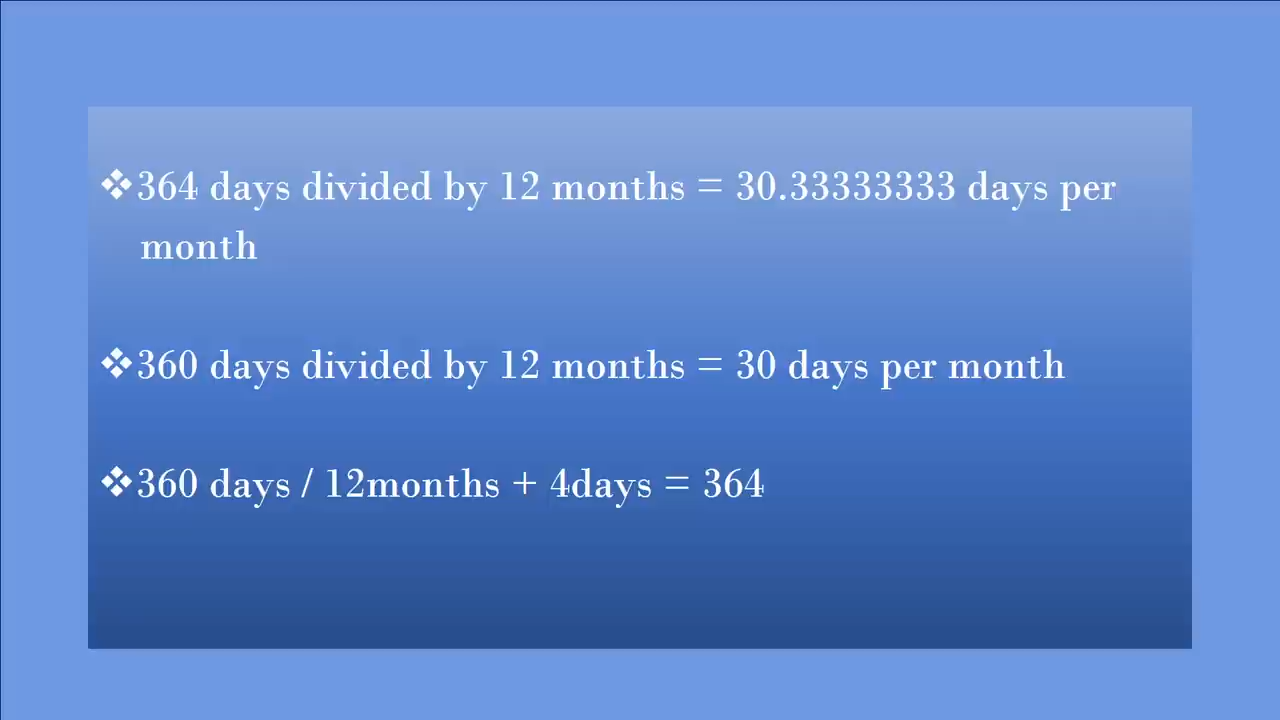 ❖364 days divided by 12 months = 30.33333333 days per
month
❖360 days divided by 12 months = 30 days per month
❖360 days / 12months + 4days = 364